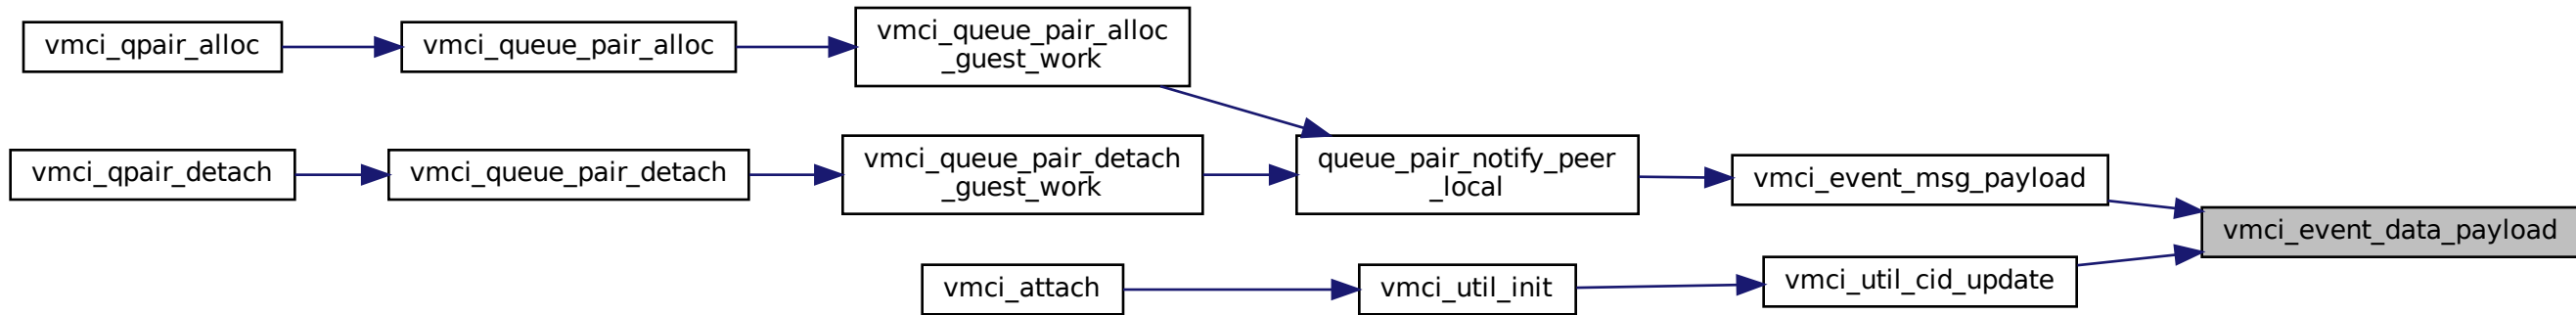 vmci_qpair_alloc
vmci_queue_pair_alloc
vmci_queue_pair_alloc
_guest_work
vmci_qpair_detach
vmci_queue_pair_detach
vmci_queue_pair_detach
_guest_work
queue_pair_notify_peer
_local
vmci_event_msg_payload
vmci_event_data_payload
vmci_attach
vmci_util_init
vmci_util_cid_update